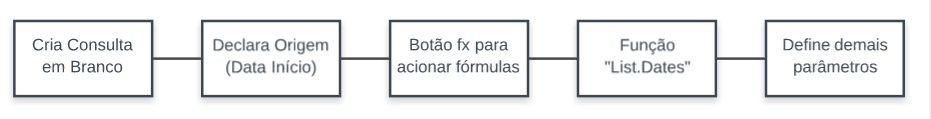 Cria Consulta
em Branco
Declara Origem
(Data Início)
Botão fx para
acionar fórmulas
Função
"List.Dates"
Define demais
parâmetros